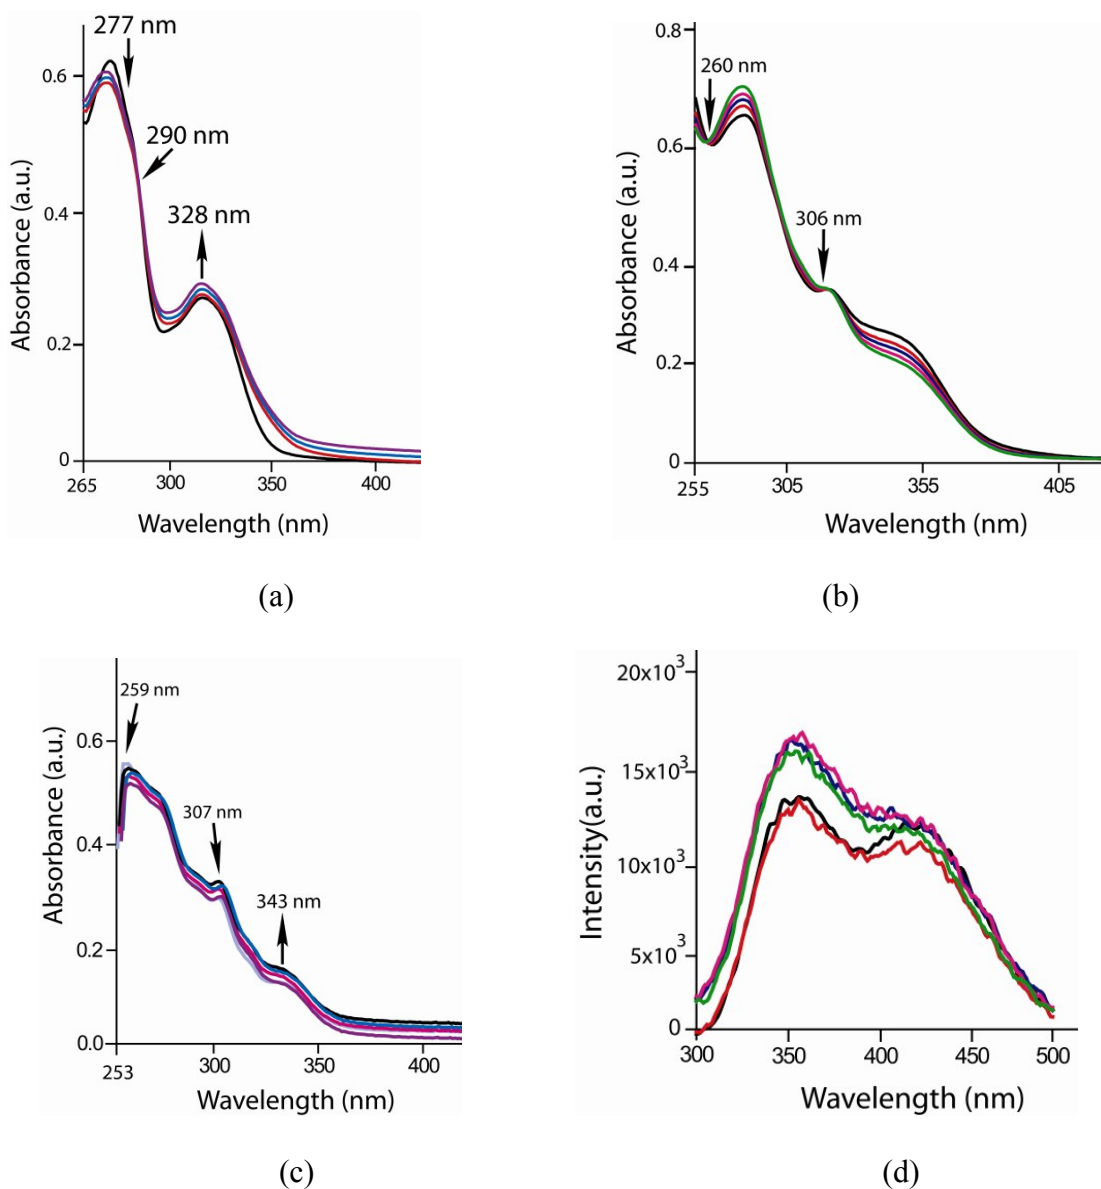 277 nm
0.6
290 nm
328 nm
0.4
0.2
0
265 300 350 400
Absorbance (a.u.)
Wavelength (nm)
(a)
0.8
260 nm
0.6
306 nm
0.4
0.2
0
255 305 355 405
Absorbance (a.u.)
Wavelength (nm)
(b)
259 nm
0.6
307 nm
0.4
343 nm
0.2
0.0
253 300 350 400
Absorbance (a.u.)
Wavelength (nm)
(c)
20x10³
15x10³
10x10³
5x10³
0
300 350 400 450 500
Intensity(a.u.)
Wavelength (nm)
(d)